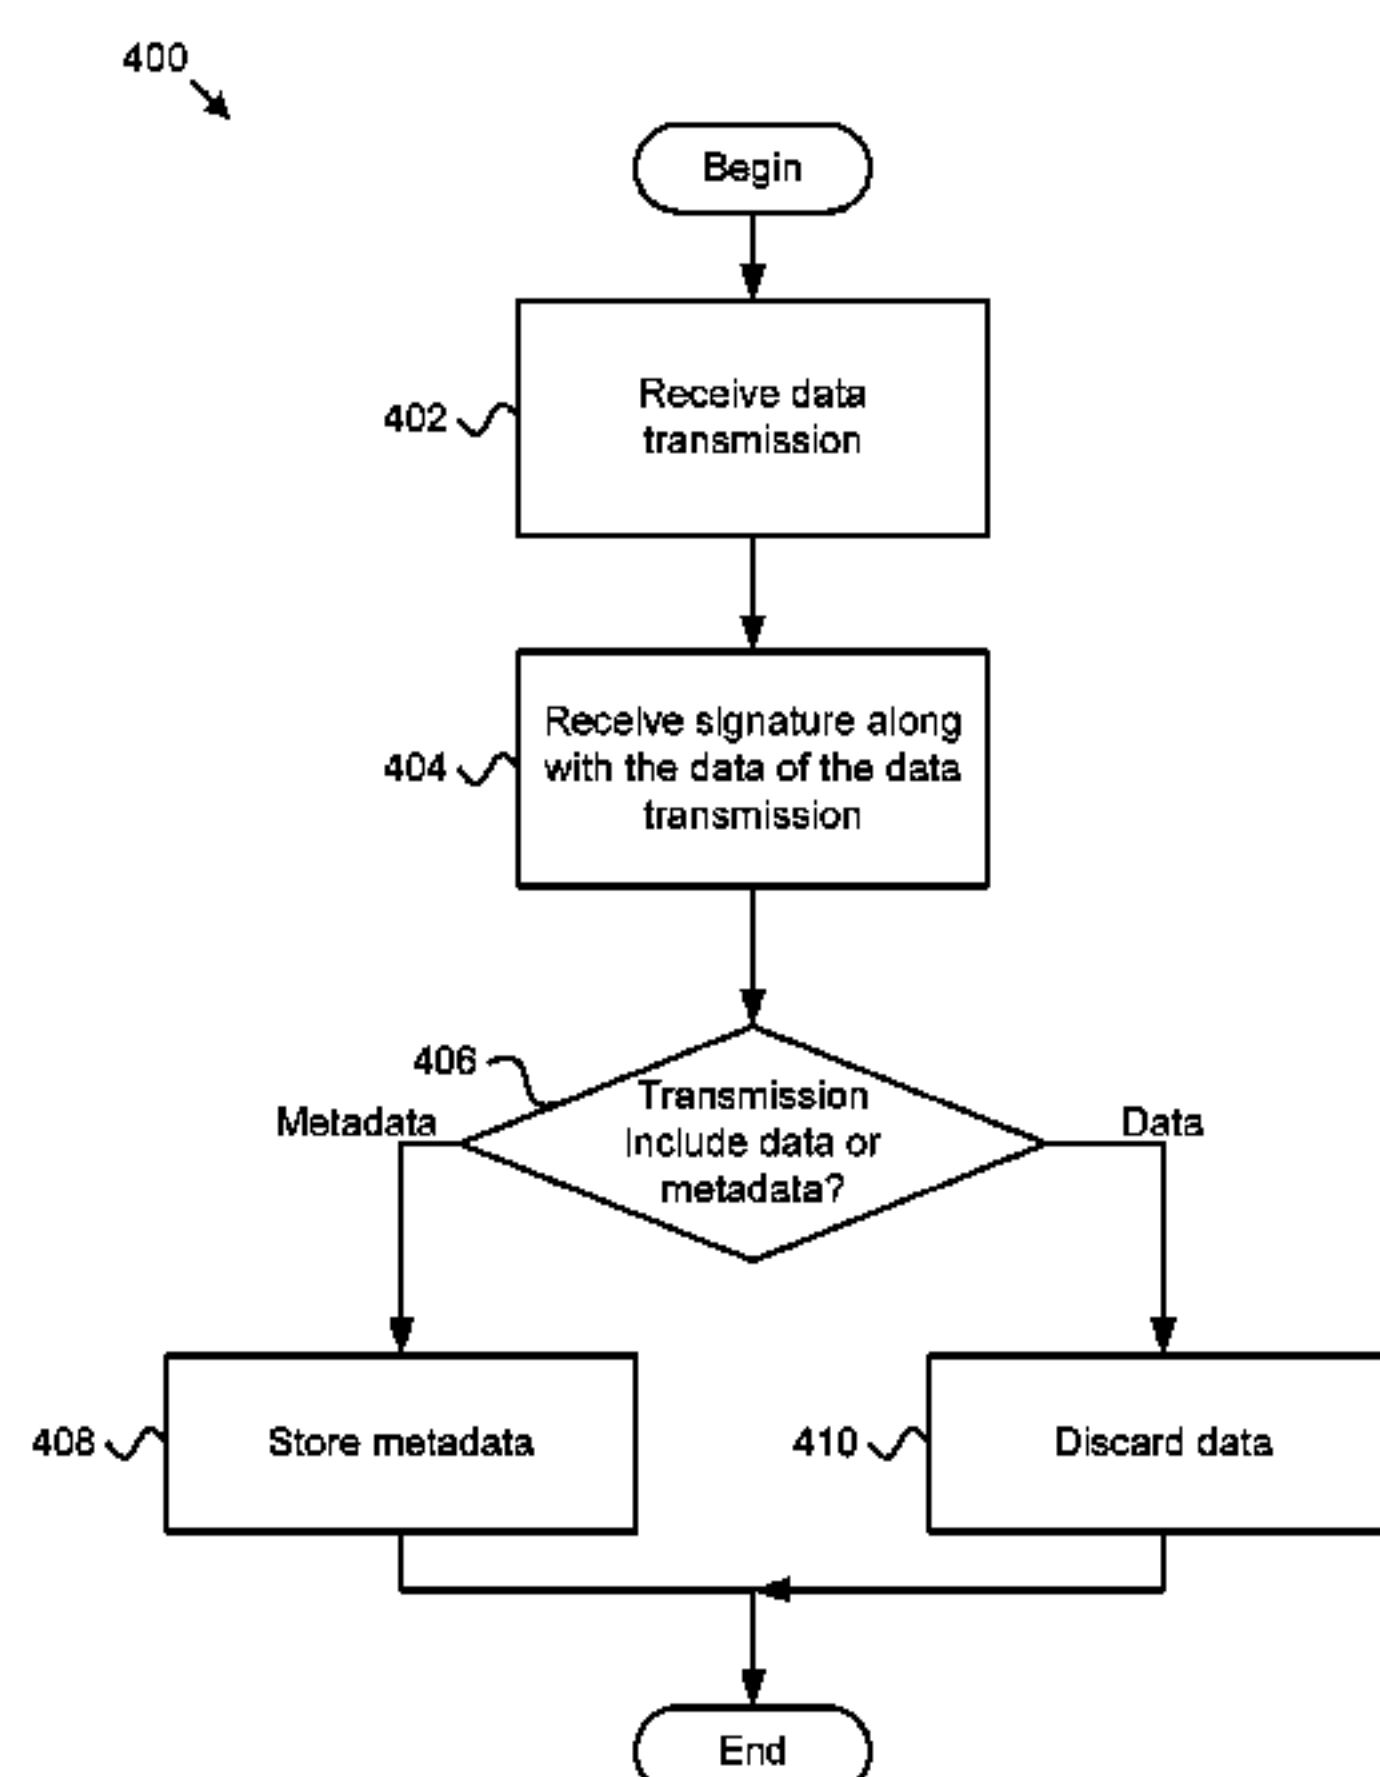 400
Begin
402
Receive data
transmission
404
Receive signature along
with the data of the data
transmission
406
Transmission
Include data or
metadata?
Metadata
Data
408
Store metadata
410
Discard data
End